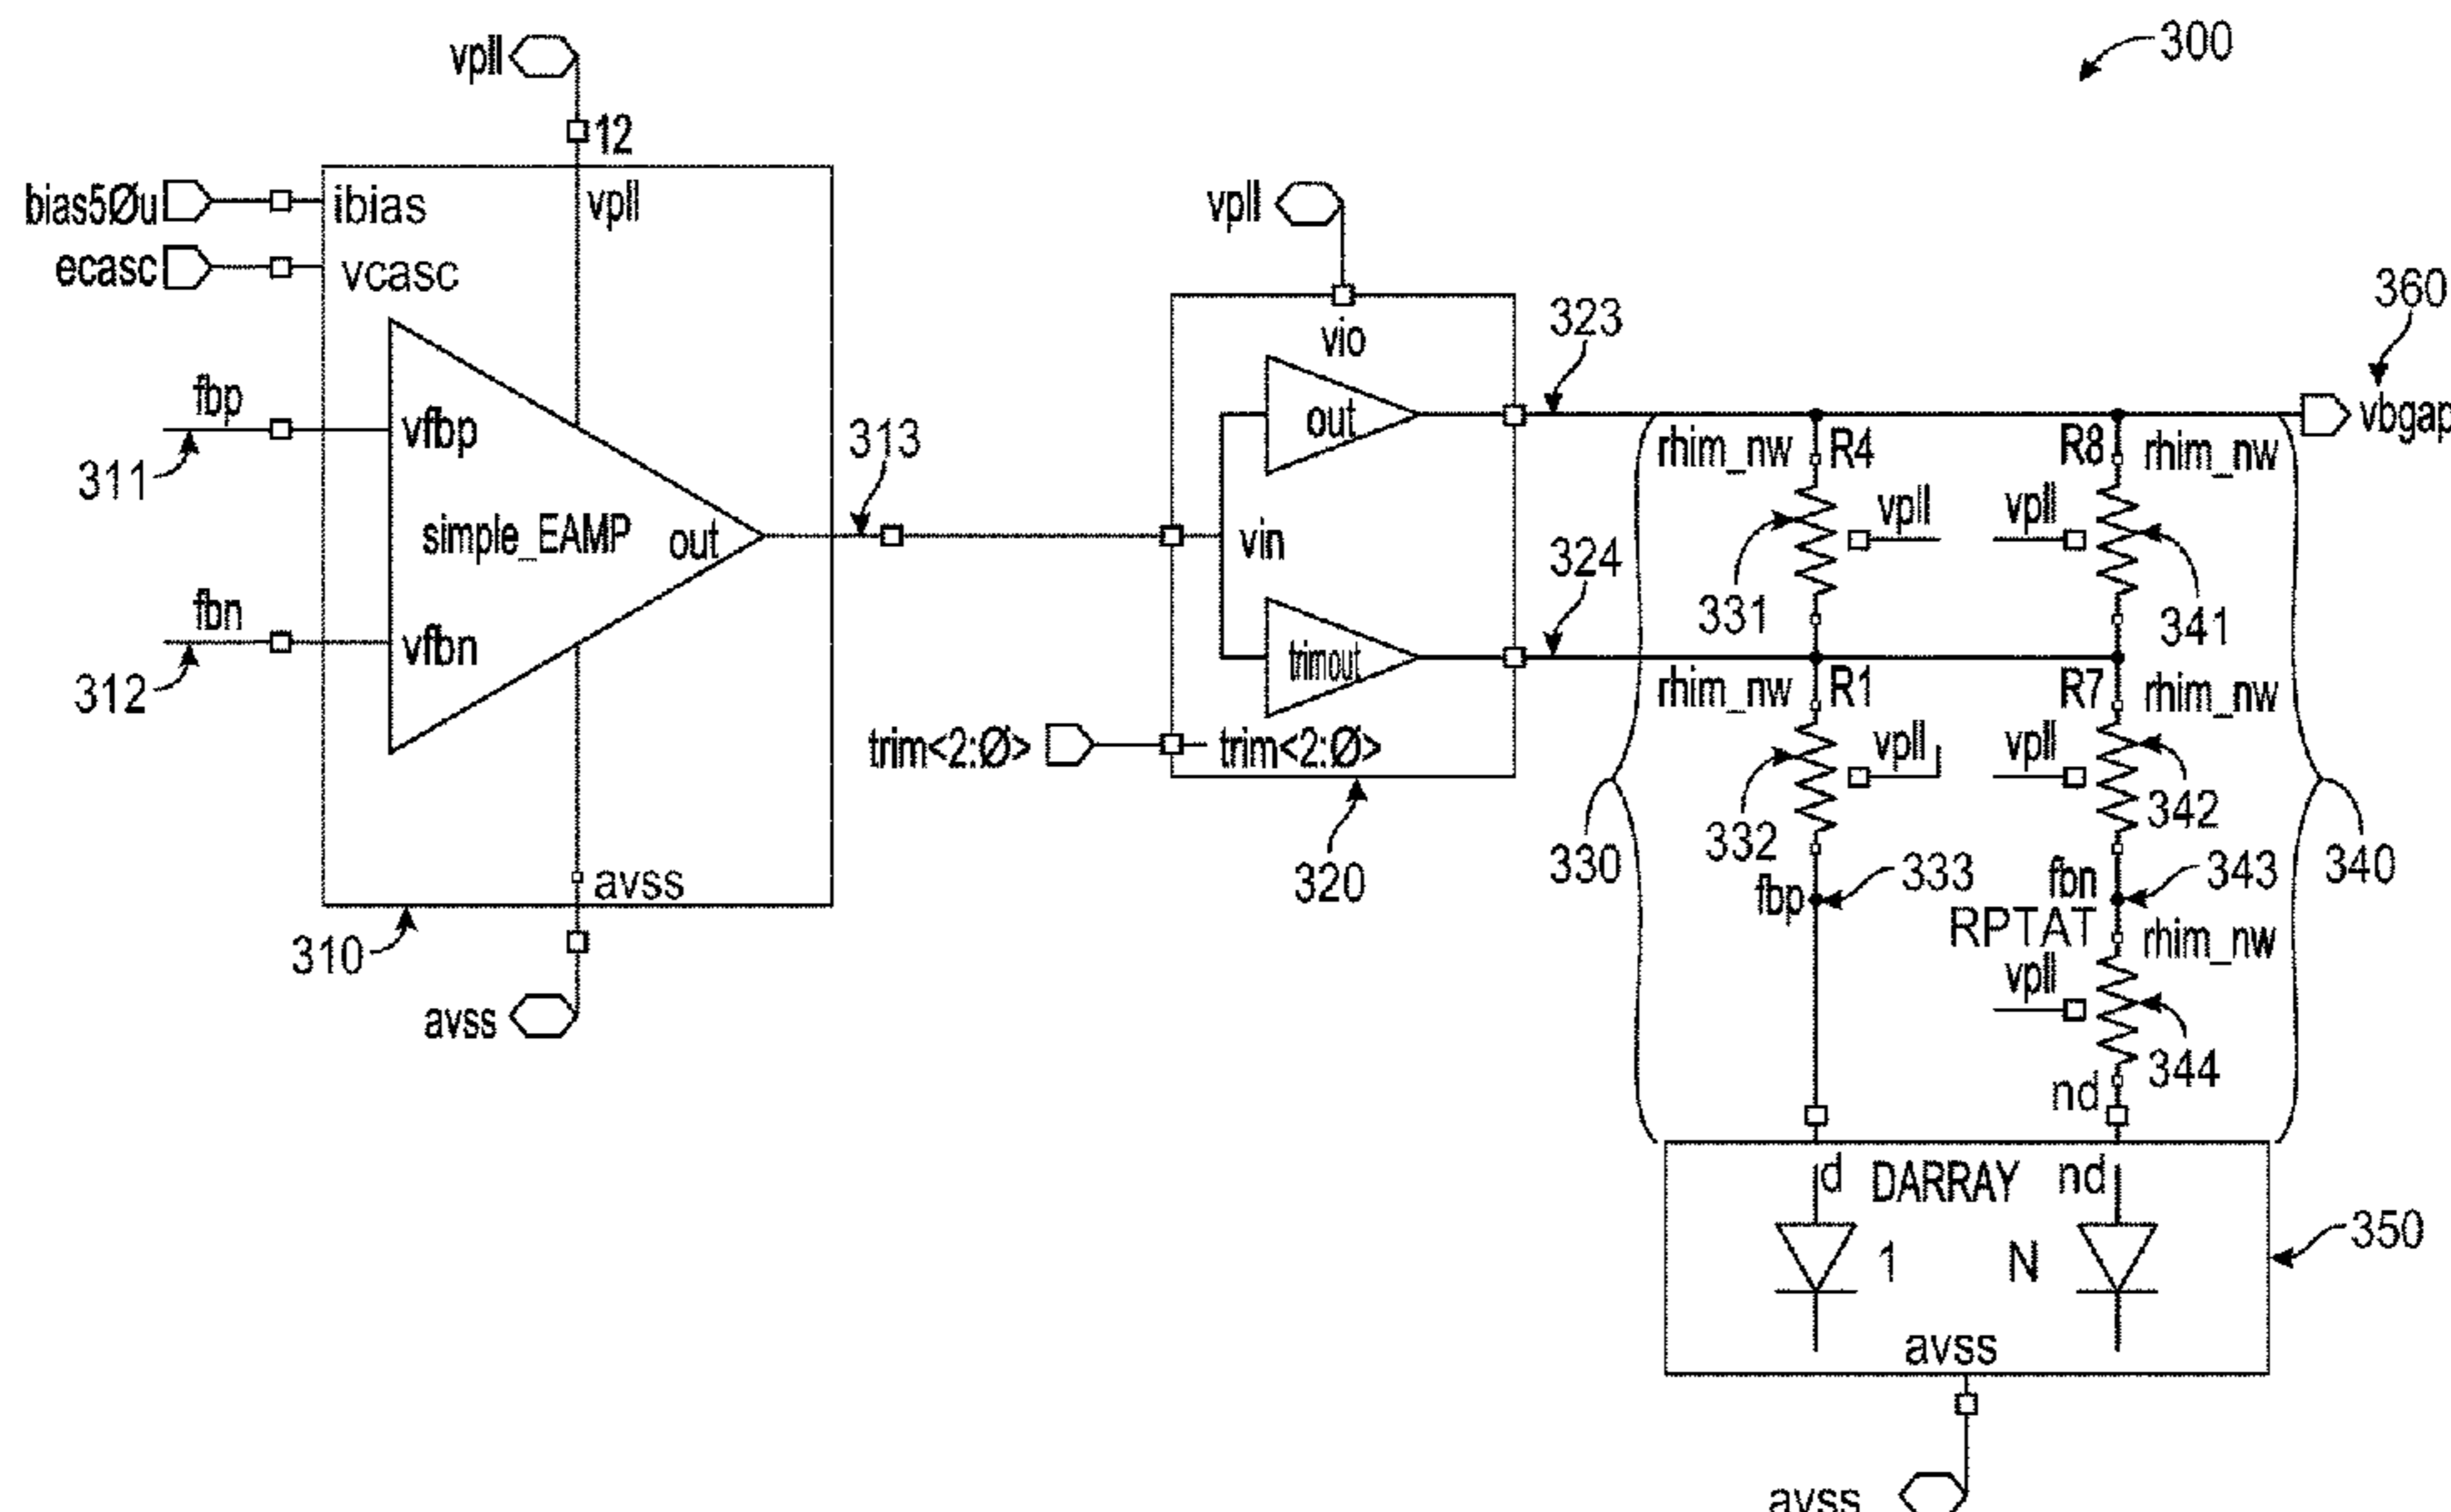 300
vpll
12
bias5Øu
ibias
vpll
ecasc
vcasc
vpll
360
323
vio
fbp
vfbp
out
vbgap
311
313
rhim_nw
R4
R8
rhim_nw
vpll
vpll
simple_EAMP
out
vin
324
331
341
fbn
vfbn
trimout
312
rhim_nw
R1
R7
rhim_nw
trim<2:Ø>
trim<2:Ø>
vpll
vpll
332
342
330
340
320
avss
fbp
333
fbn
343
310
RPTAT
rhim_nw
vpll
avss
344
nd
d
DARRAY
nd
350
1
N
avss
avss